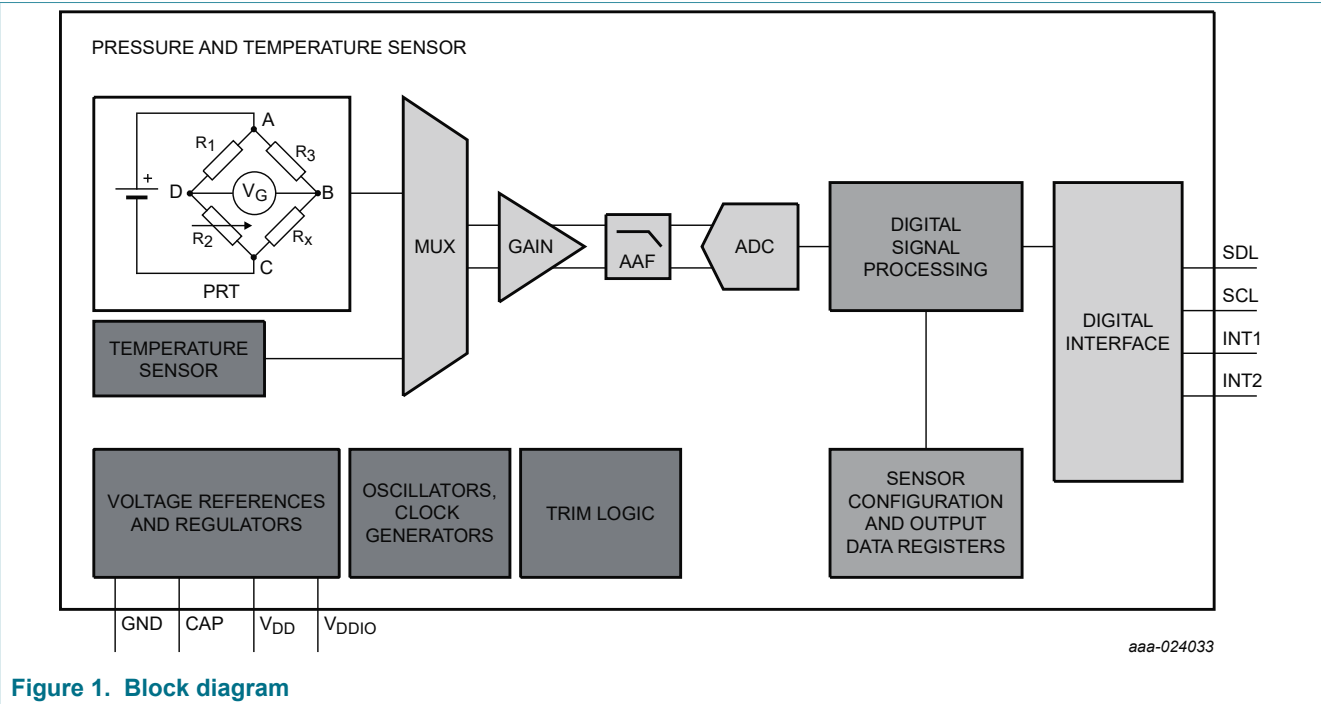 PRESSURE AND TEMPERATURE SENSOR
A
R1
R3
+
D
VG
B
R2
Rx
C
PRT
TEMPERATURE
SENSOR
MUX
GAIN
AAF
ADC
DIGITAL
SIGNAL
PROCESSING
DIGITAL
INTERFACE
SDL
SCL
INT1
INT2
VOLTAGE REFERENCES
AND REGULATORS
OSCILLATORS,
CLOCK
GENERATORS
TRIM LOGIC
SENSOR
CONFIGURATION
AND OUTPUT
DATA REGISTERS
GND
CAP
VDD
VDDIO
aaa-024033
Figure 1. Block diagram